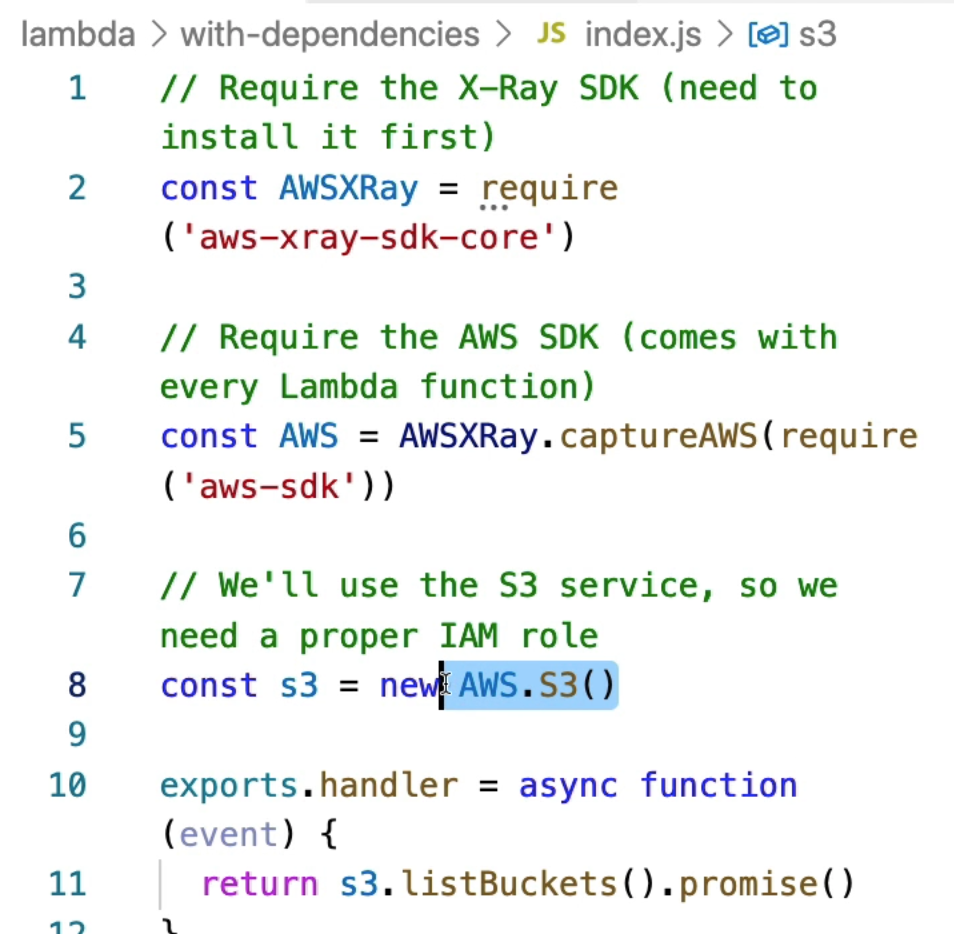 lambda > with-dependencies > JS index.js > s3
1 // Require the X-Ray SDK (need to
install it first)
2 const AWSXRay = require
('aws-xray-sdk-core')
3
4 // Require the AWS SDK (comes with
every Lambda function)
5 const AWS = AWSXRay.captureAWS(require
('aws-sdk'))
6
7 // We'll use the S3 service, so we
need a proper IAM role
8 const s3 = new AWS.S3()
9
10 exports.handler = async function
(event) {
11 return s3.listBuckets().promise()
12 }